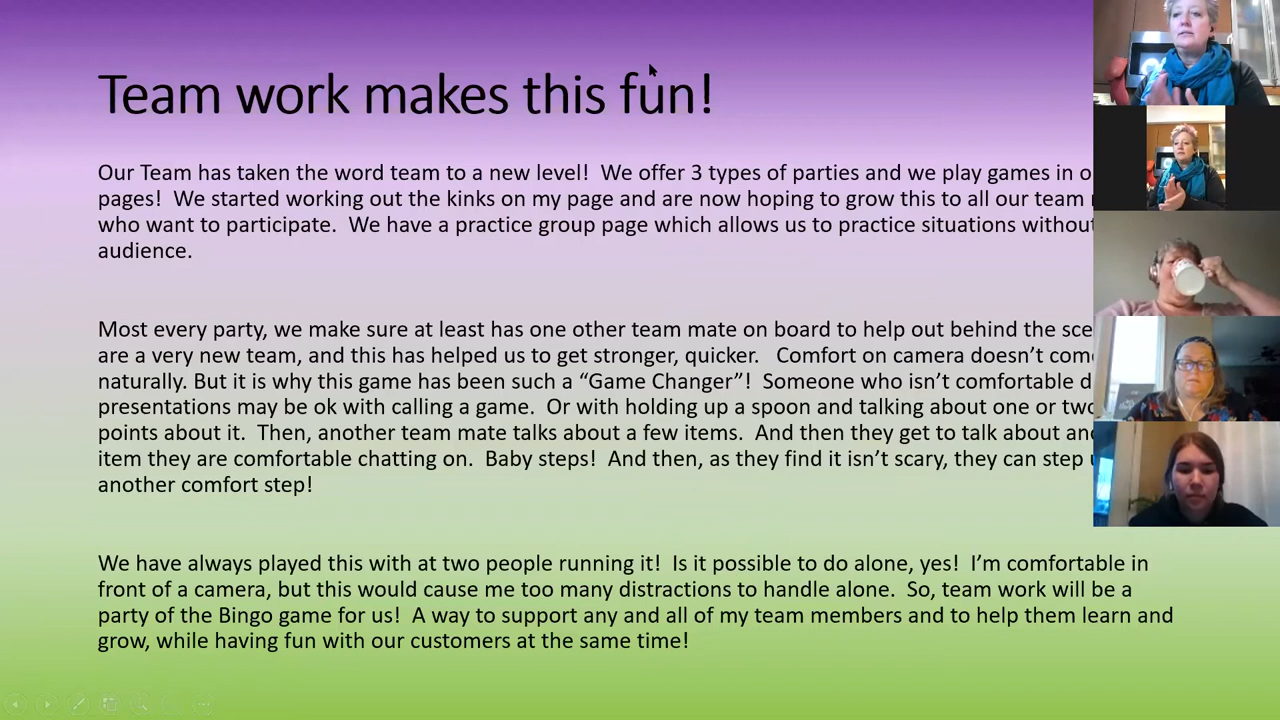 Team work makes this fun!
Our Team has taken the word team to a new level!  We offer 3 types of parties and we play games in
pages!  We started working out the kinks on my page and are now hoping to grow this to all our team
who want to participate.  We have a practice group page which allows us to practice situations without
audience.
Most every party, we make sure at least has one other team mate on board to help out behind the
are a very new team, and this has helped us to get stronger, quicker.   Comfort on camera doesn’t
naturally. But it is why this game has been such a “Game Changer”!  Someone who isn’t comfortable
presentations may be ok with calling a game.  Or with holding up a spoon and talking about one or two
points about it.  Then, another team mate talks about a few items.  And then they get to talk about
item they are comfortable chatting on.  Baby steps!  And then, as they find it isn’t scary, they can step
another comfort step!
We have always played this with at two people running it!  Is it possible to do alone, yes!  I’m comfortable in
front of a camera, but this would cause me too many distractions to handle alone.  So, team work will be a
party of the Bingo game for us!  A way to support any and all of my team members and to help them learn and
grow, while having fun with our customers at the same time!